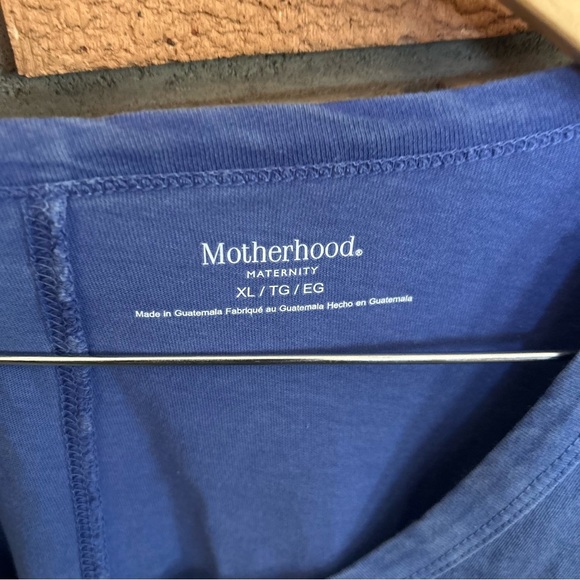 Motherhood®
MATERNITY
XL / TG / EG
Made in Guatemala Fabriqué au Guatemala Hecho en Guatemala